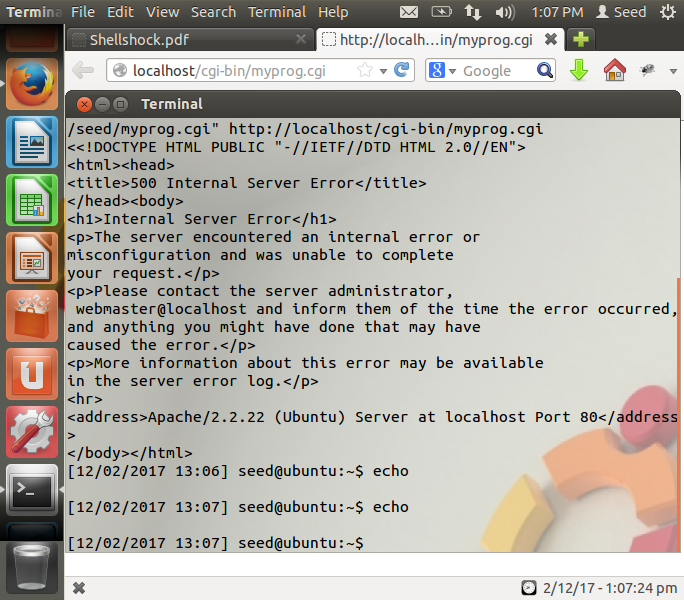 Terminal File Edit View Search Terminal Help 1:07 PM Seed
Shellshock.pdf http://localh...in/myprog.cgi
localhost/cgi-bin/myprog.cgi Google
Terminal
/seed/myprog.cgi" http://localhost/cgi-bin/myprog.cgi
<<!DOCTYPE HTML PUBLIC "-//IETF//DTD HTML 2.0//EN">
<html><head>
<title>500 Internal Server Error</title>
</head><body>
<h1>Internal Server Error</h1>
<p>The server encountered an internal error or
misconfiguration and was unable to complete
your request.</p>
<p>Please contact the server administrator,
 webmaster@localhost and inform them of the time the error occurred,
and anything you might have done that may have
caused the error.</p>
<p>More information about this error may be available
in the server error log.</p>
<hr>
<address>Apache/2.2.22 (Ubuntu) Server at localhost Port 80</address
>
</body></html>
[12/02/2017 13:06] seed@ubuntu:~$ echo
[12/02/2017 13:07] seed@ubuntu:~$ echo
[12/02/2017 13:07] seed@ubuntu:~$
2/12/17 - 1:07:24 pm